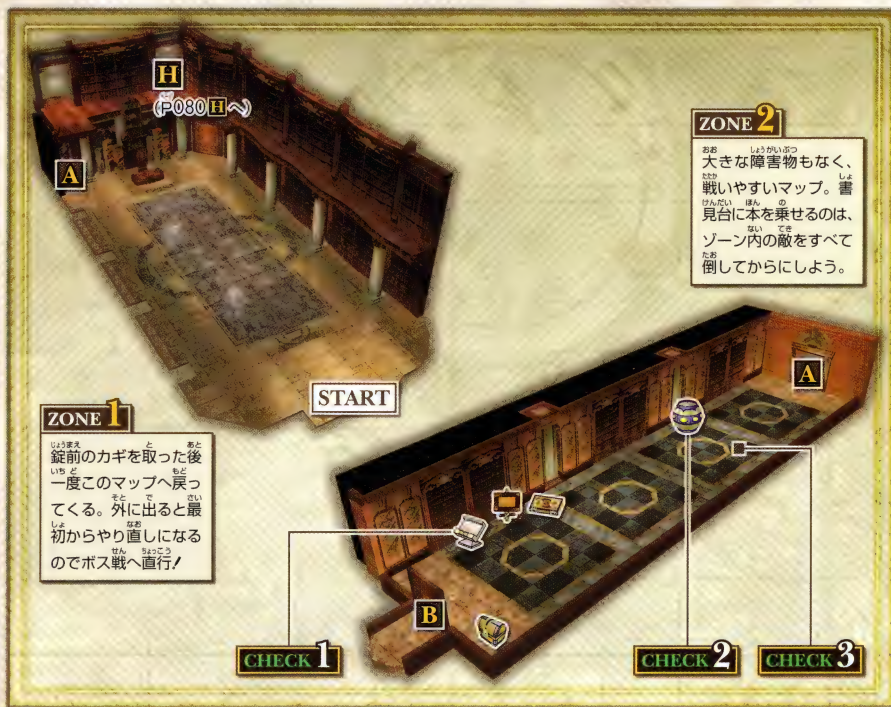 H
(P080 H へ)
A
START
ZONE 1
錠前のカギを取った後
一度このマップへ戻っ
てくる。外に出ると最
初からやり直しになる
のでボス戦へ直行!
ZONE 2
大きな障害物もなく、
戦いやすいマップ。書
見台に本を乗せるのは、
ゾーン内の敵をすべて
倒してからにしよう。
A
B
CHECK 1
CHECK 2
CHECK 3